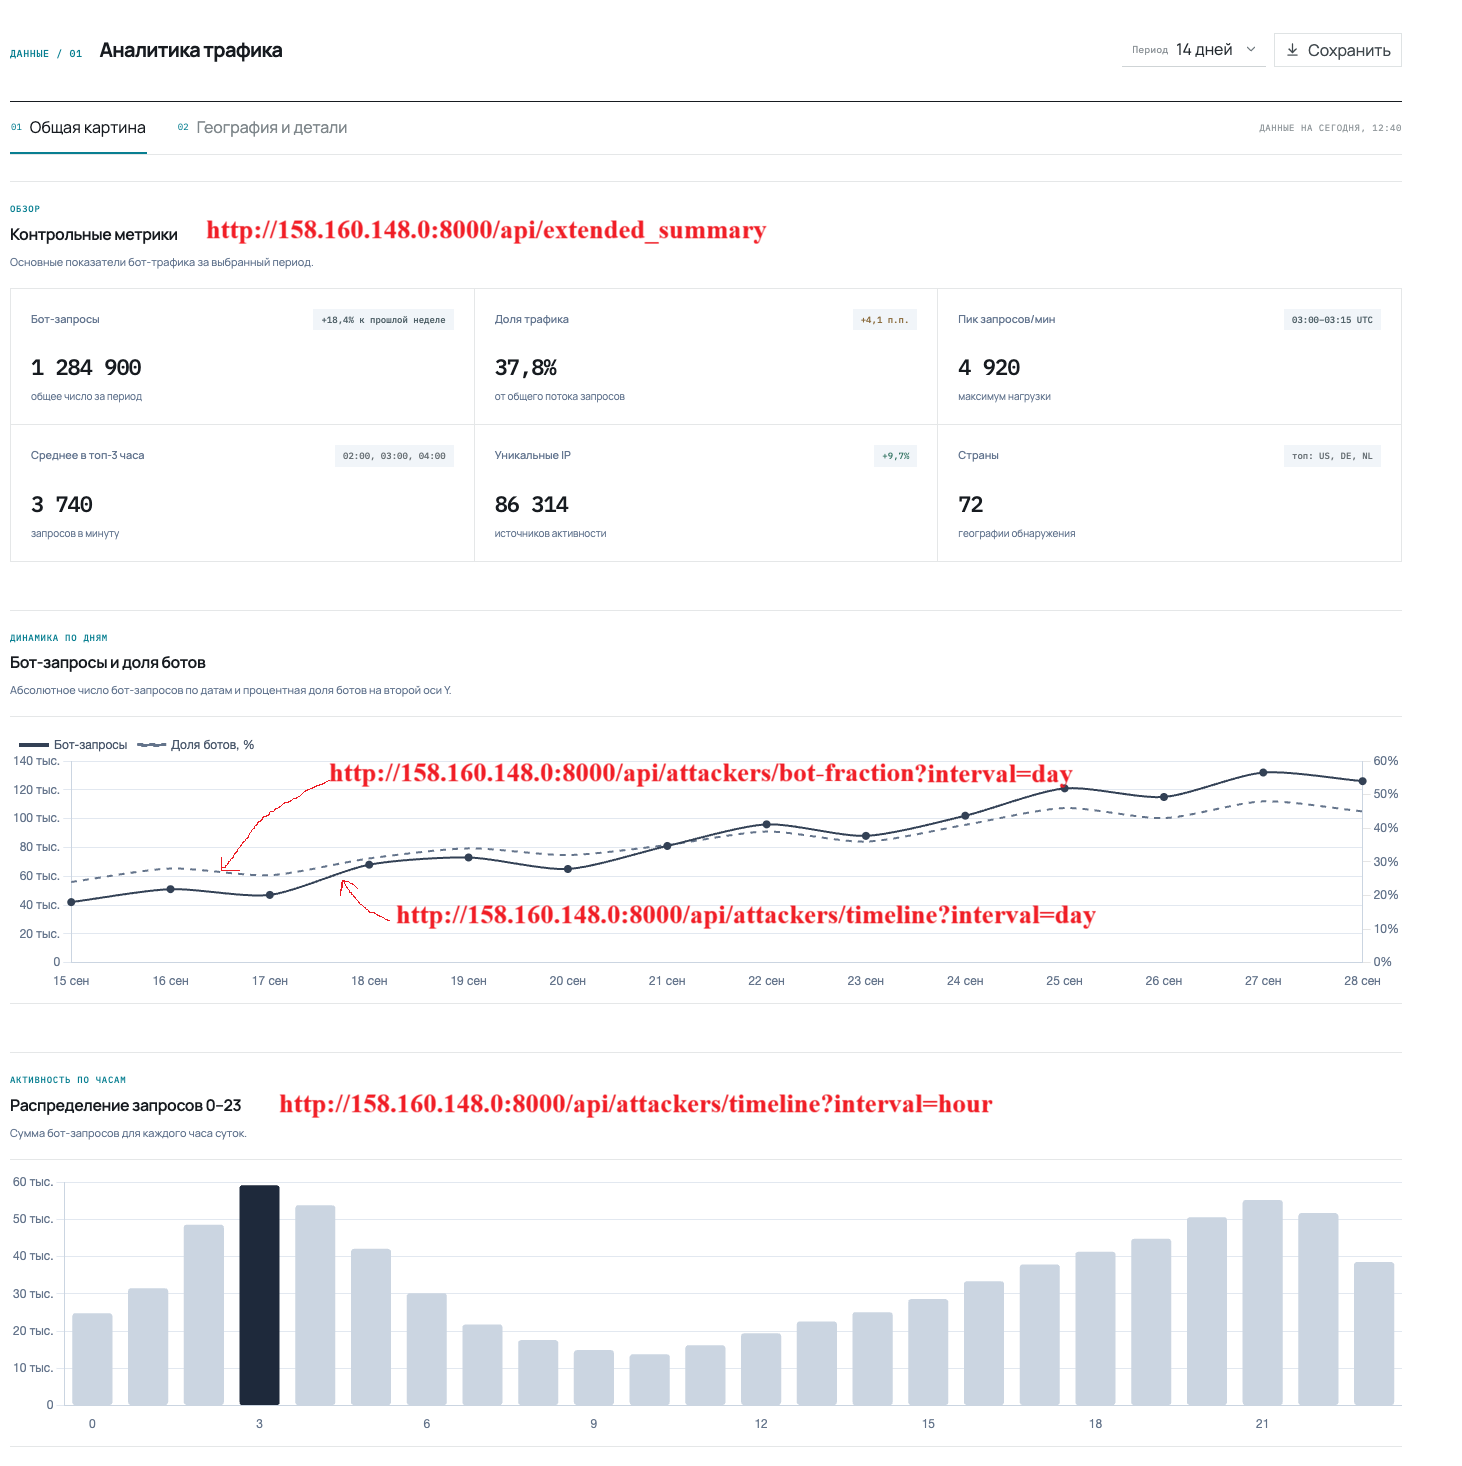 ДАННЫЕ / 01 Аналитика трафика Период 14 дней Сохранить
01 Общая картина 02 География и детали ДАННЫЕ НА СЕГОДНЯ, 12:40
ОБЗОР
Контрольные метрики http://158.160.148.0:8000/api/extended_summary
Основные показатели бот-трафика за выбранный период.
Бот-запросы +18,4% к прошлой неделе
1 284 900
общее число за период
Доля трафика +4,1 п.п.
37,8%
от общего потока запросов
Пик запросов/мин 03:00–03:15 UTC
4 920
максимум нагрузки
Среднее в топ-3 часа 02:00, 03:00, 04:00
3 740
запросов в минуту
Уникальные IP +9,7%
86 314
источников активности
Страны топ: US, DE, NL
72
географии обнаружения
ДИНАМИКА ПО ДНЯМ
Бот-запросы и доля ботов
Абсолютное число бот-запросов по датам и процентная доля ботов на второй оси Y.
Бот-запросы Доля ботов, %
140 тыс. 60%
http://158.160.148.0:8000/api/attackers/bot-fraction?interval=day
120 тыс. 50%
100 тыс. 40%
80 тыс. 30%
60 тыс. 20%
40 тыс. 10%
http://158.160.148.0:8000/api/attackers/timeline?interval=day
20 тыс.
0 0%
15 сен 16 сен 17 сен 18 сен 19 сен 20 сен 21 сен 22 сен 23 сен 24 сен 25 сен 26 сен 27 сен 28 сен
АКТИВНОСТЬ ПО ЧАСАМ
Распределение запросов 0–23 http://158.160.148.0:8000/api/attackers/timeline?interval=hour
Сумма бот-запросов для каждого часа суток.
60 тыс.
50 тыс.
40 тыс.
30 тыс.
20 тыс.
10 тыс.
0
0 3 6 9 12 15 18 21